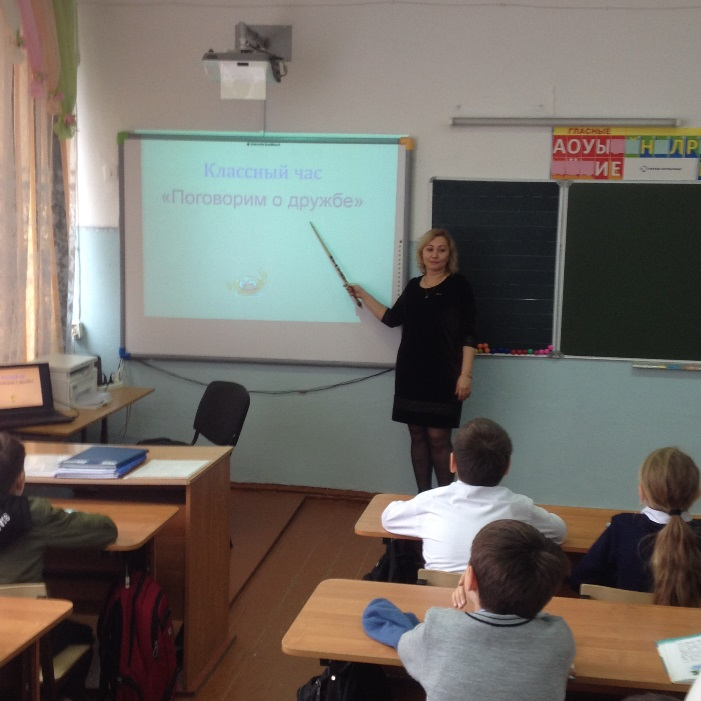 Классный час
«Поговорим о дружбе»
ГЛАСНЫЕ
АОУЫ
ИЕ
Н ЛР